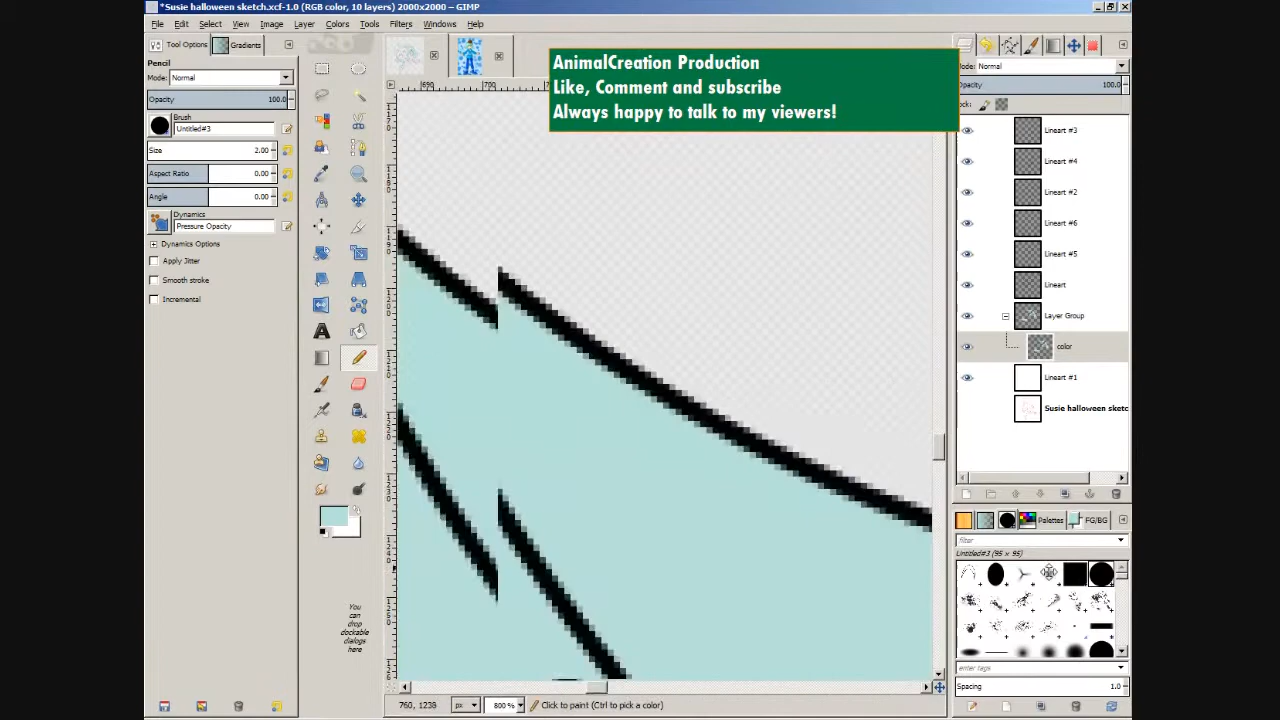 *Susie halloween sketch.xcf-1.0 (RGB color, 10 layers) 2000x2000 – GIMP
File Edit Select View Image Layer Colors Tools Filters Windows Help
Tool Options Gradients
Pencil
Mode: Normal
Opacity 100.0
Brush
Untitled#3
Size 2.00
Aspect Ratio 0.00
Angle 0.00
Dynamics
Pressure Opacity
Dynamics Options
Apply Jitter
Smooth stroke
Incremental
You
can
drop
dockable
dialogs
here
690 700
AnimalCreation Production
Like, Comment and subscribe
Always happy to talk to my viewers!
760, 1238 px 800 % Click to paint (Ctrl to pick a color)
Mode: Normal
Opacity 100.0
Lineart #3
Lineart #4
Lineart #2
Lineart #6
Lineart #5
Lineart
Layer Group
color
Lineart #1
Susie halloween sketc
Palettes FG/BG
filter
Untitled#3 (95 x 95)
enter tags
Spacing 1.0